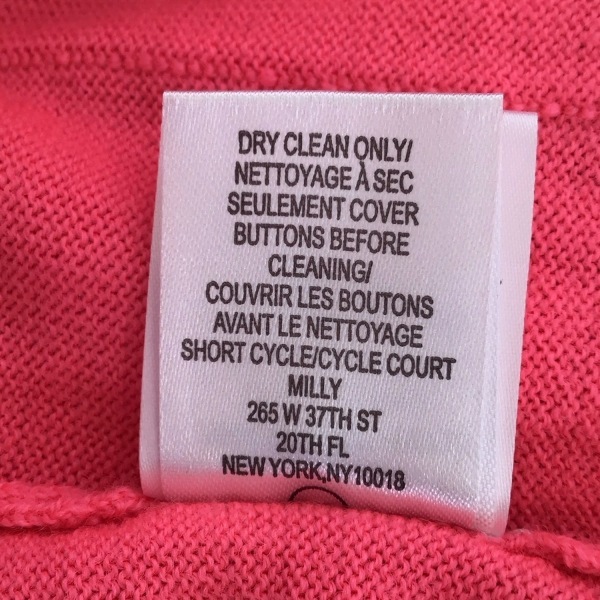 DRY CLEAN ONLY/
NETTOYAGE À SEC
SEULEMENT COVER
BUTTONS BEFORE
CLEANING/
COUVRIR LES BOUTONS
AVANT LE NETTOYAGE
SHORT CYCLE/CYCLE COURT
MILLY
265 W 37TH ST
20TH FL
NEW YORK,NY10018